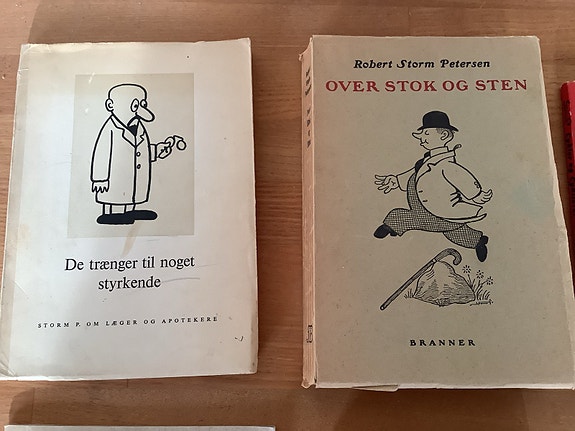 De trænger til noget
styrkende
STORM P. OM LÆGER OG APOTEKERE
Robert Storm Petersen
OVER STOK OG STEN
BRANNER